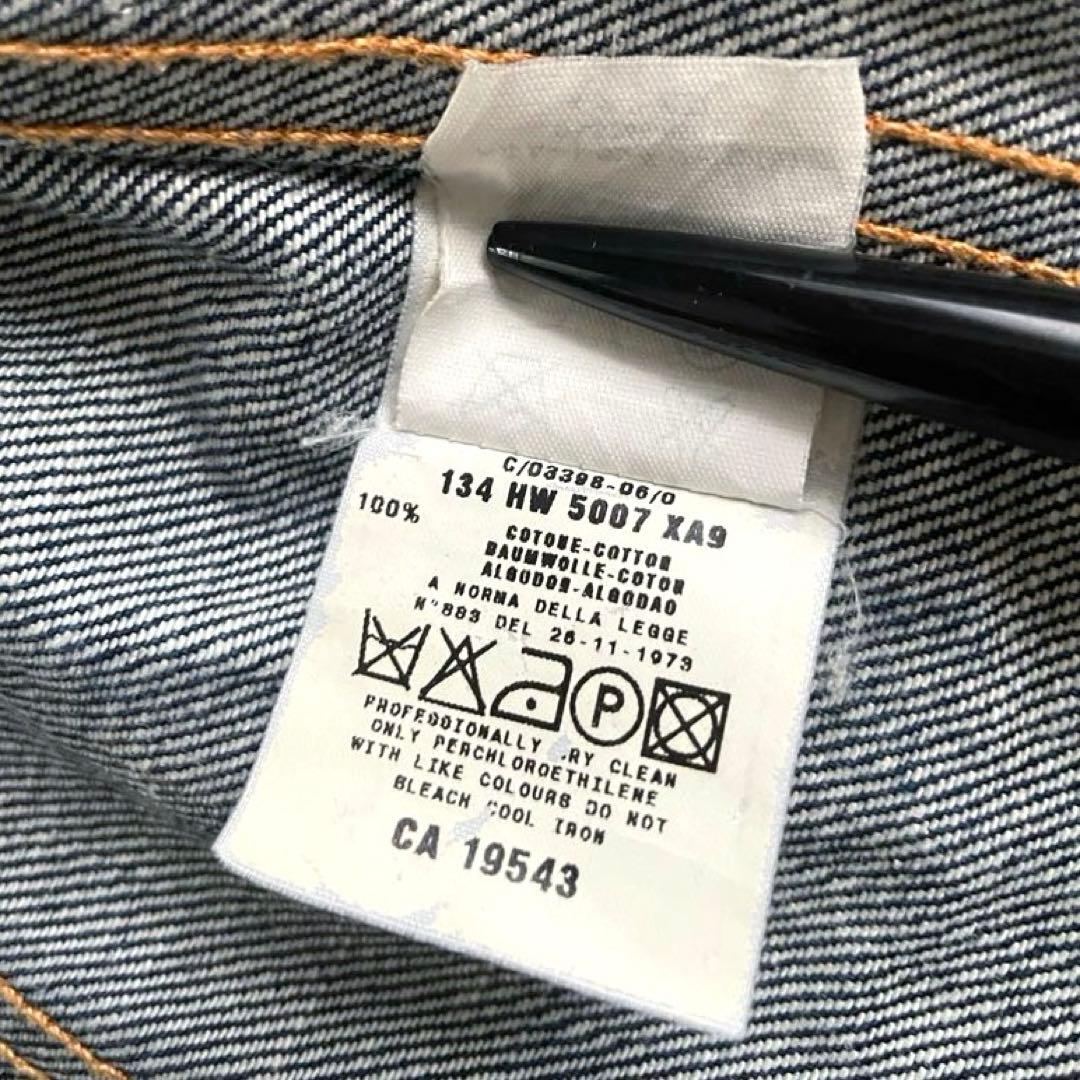 C/03398-06/0
134 HW 5007 XA9
100%
COTONE-COTTON
BAUMWOLLE-COTON
ALGODON-ALGODAO
A NORMA DELLA LEGGE
N°883 DEL 26-11-1973
P
PROFESSIONALLY RY CLEAN
ONLY PERCHLOROETHILENE
WITH LIKE COLOURS DO NOT
BLEACH COOL IRON
CA 19543